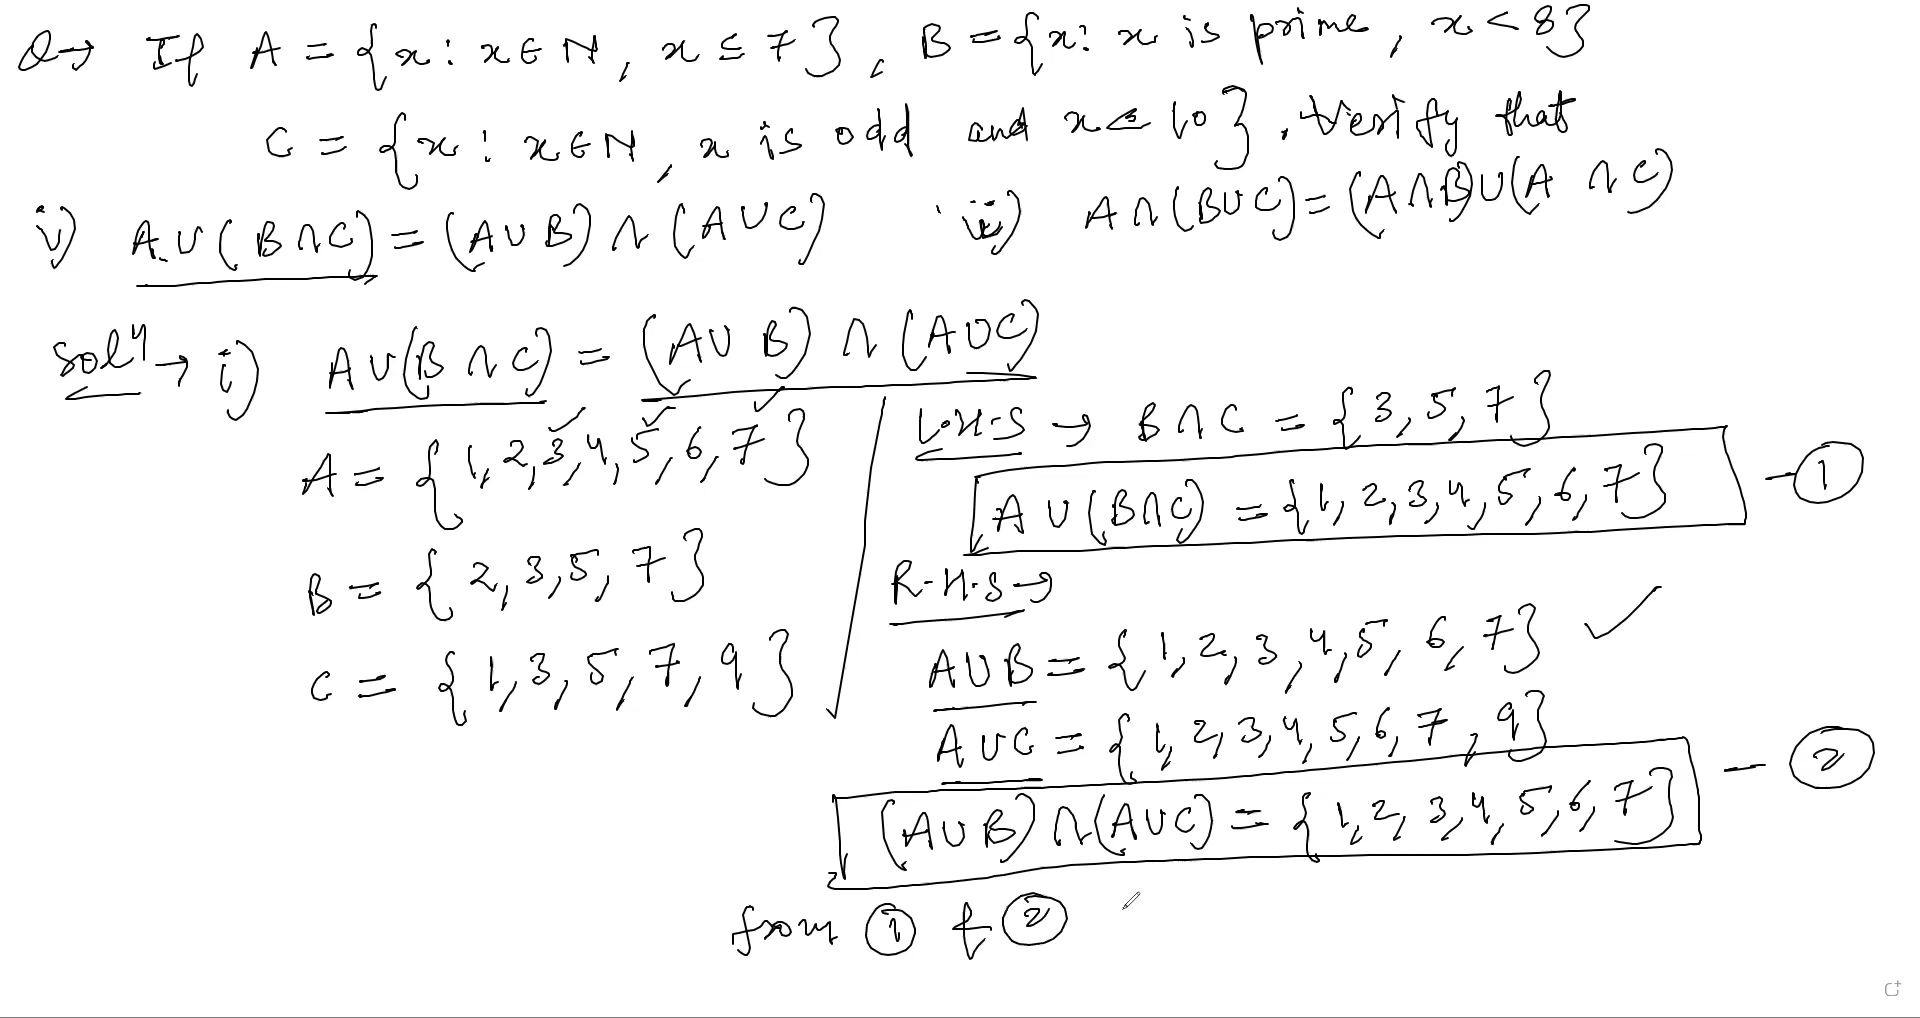 Q→ If A = {x : x ∈ N, x ≤ 7}, B = {x : x is prime, x < 8}
C = {x : x ∈ N, x is odd and x < 10}, Verify that
i) A ∪ (B ∩ C) = (A ∪ B) ∩ (A ∪ C) ii) A ∩ (B ∪ C) = (A ∩ B) ∪ (A ∩ C)
Solⁿ → i) A ∪ (B ∩ C) = (A ∪ B) ∩ (A ∪ C)
A = {1, 2, 3, 4, 5, 6, 7}
B = {2, 3, 5, 7}
C = {1, 3, 5, 7, 9}
L.H.S → B ∩ C = {3, 5, 7}
A ∪ (B ∩ C) = {1, 2, 3, 4, 5, 6, 7} — ①
R.H.S →
A ∪ B = {1, 2, 3, 4, 5, 6, 7}
A ∪ C = {1, 2, 3, 4, 5, 6, 7, 9}
(A ∪ B) ∩ (A ∪ C) = {1, 2, 3, 4, 5, 6, 7} — ②
from ① & ②